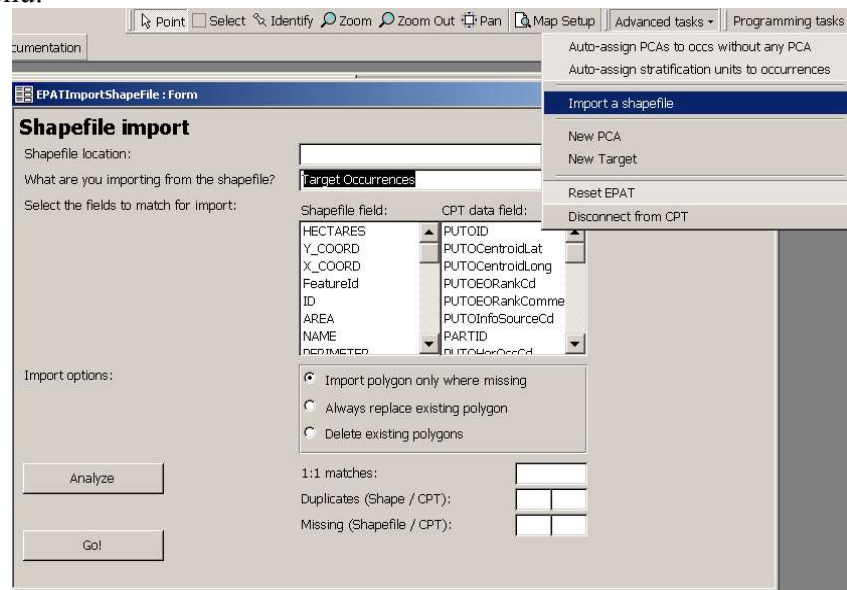 Point Select Identify Zoom Zoom Out Pan Map Setup Advanced tasks Programming tasks
cumentation
Auto-assign PCAs to occs without any PCA
Auto-assign stratification units to occurrences
Import a shapefile
New PCA
New Target
Reset EPAT
Disconnect from CPT
EPATImportShapeFile : Form
Shapefile import
Shapefile location:
What are you importing from the shapefile? Target Occurrences
Select the fields to match for import:
Shapefile field: CPT data field:
HECTARES PUTOID
Y_COORD PUTOCentroidLat
X_COORD PUTOCentroidLong
FeatureId PUTOEORankCd
ID PUTOEORankComme
AREA PUTOInfoSourceCd
NAME PARTID
PERIMETER PUTOHerOccCd
Import options:
Import polygon only where missing
Always replace existing polygon
Delete existing polygons
Analyze
1:1 matches:
Duplicates (Shape / CPT):
Missing (Shapefile / CPT):
Go!